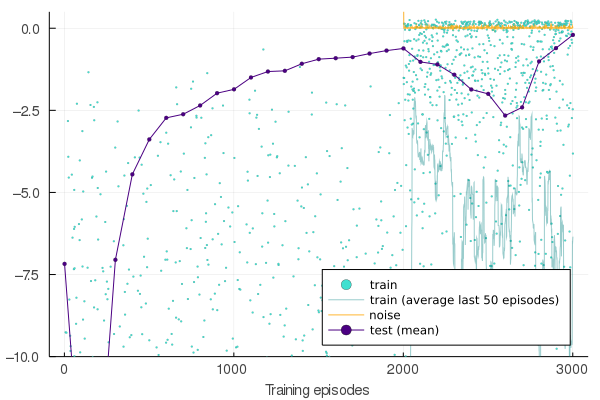 0.0
−2.5
−5.0
−7.5
−10.0
0
1000
2000
3000
Training episodes
train
train (average last 50 episodes)
noise
test (mean)